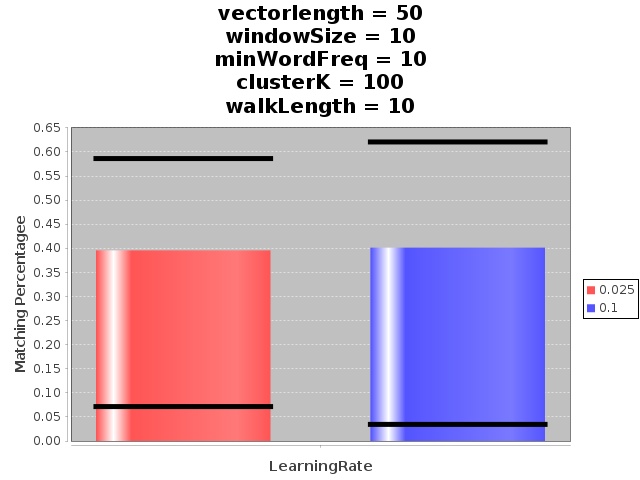 vectorlength = 50
windowSize = 10
minWordFreq = 10
clusterK = 100
walkLength = 10
0.65
0.60
0.55
0.50
0.45
0.40
0.35
0.30
0.25
0.20
0.15
0.10
0.05
0.00
Matching Percentagee
LearningRate
0.025
0.1